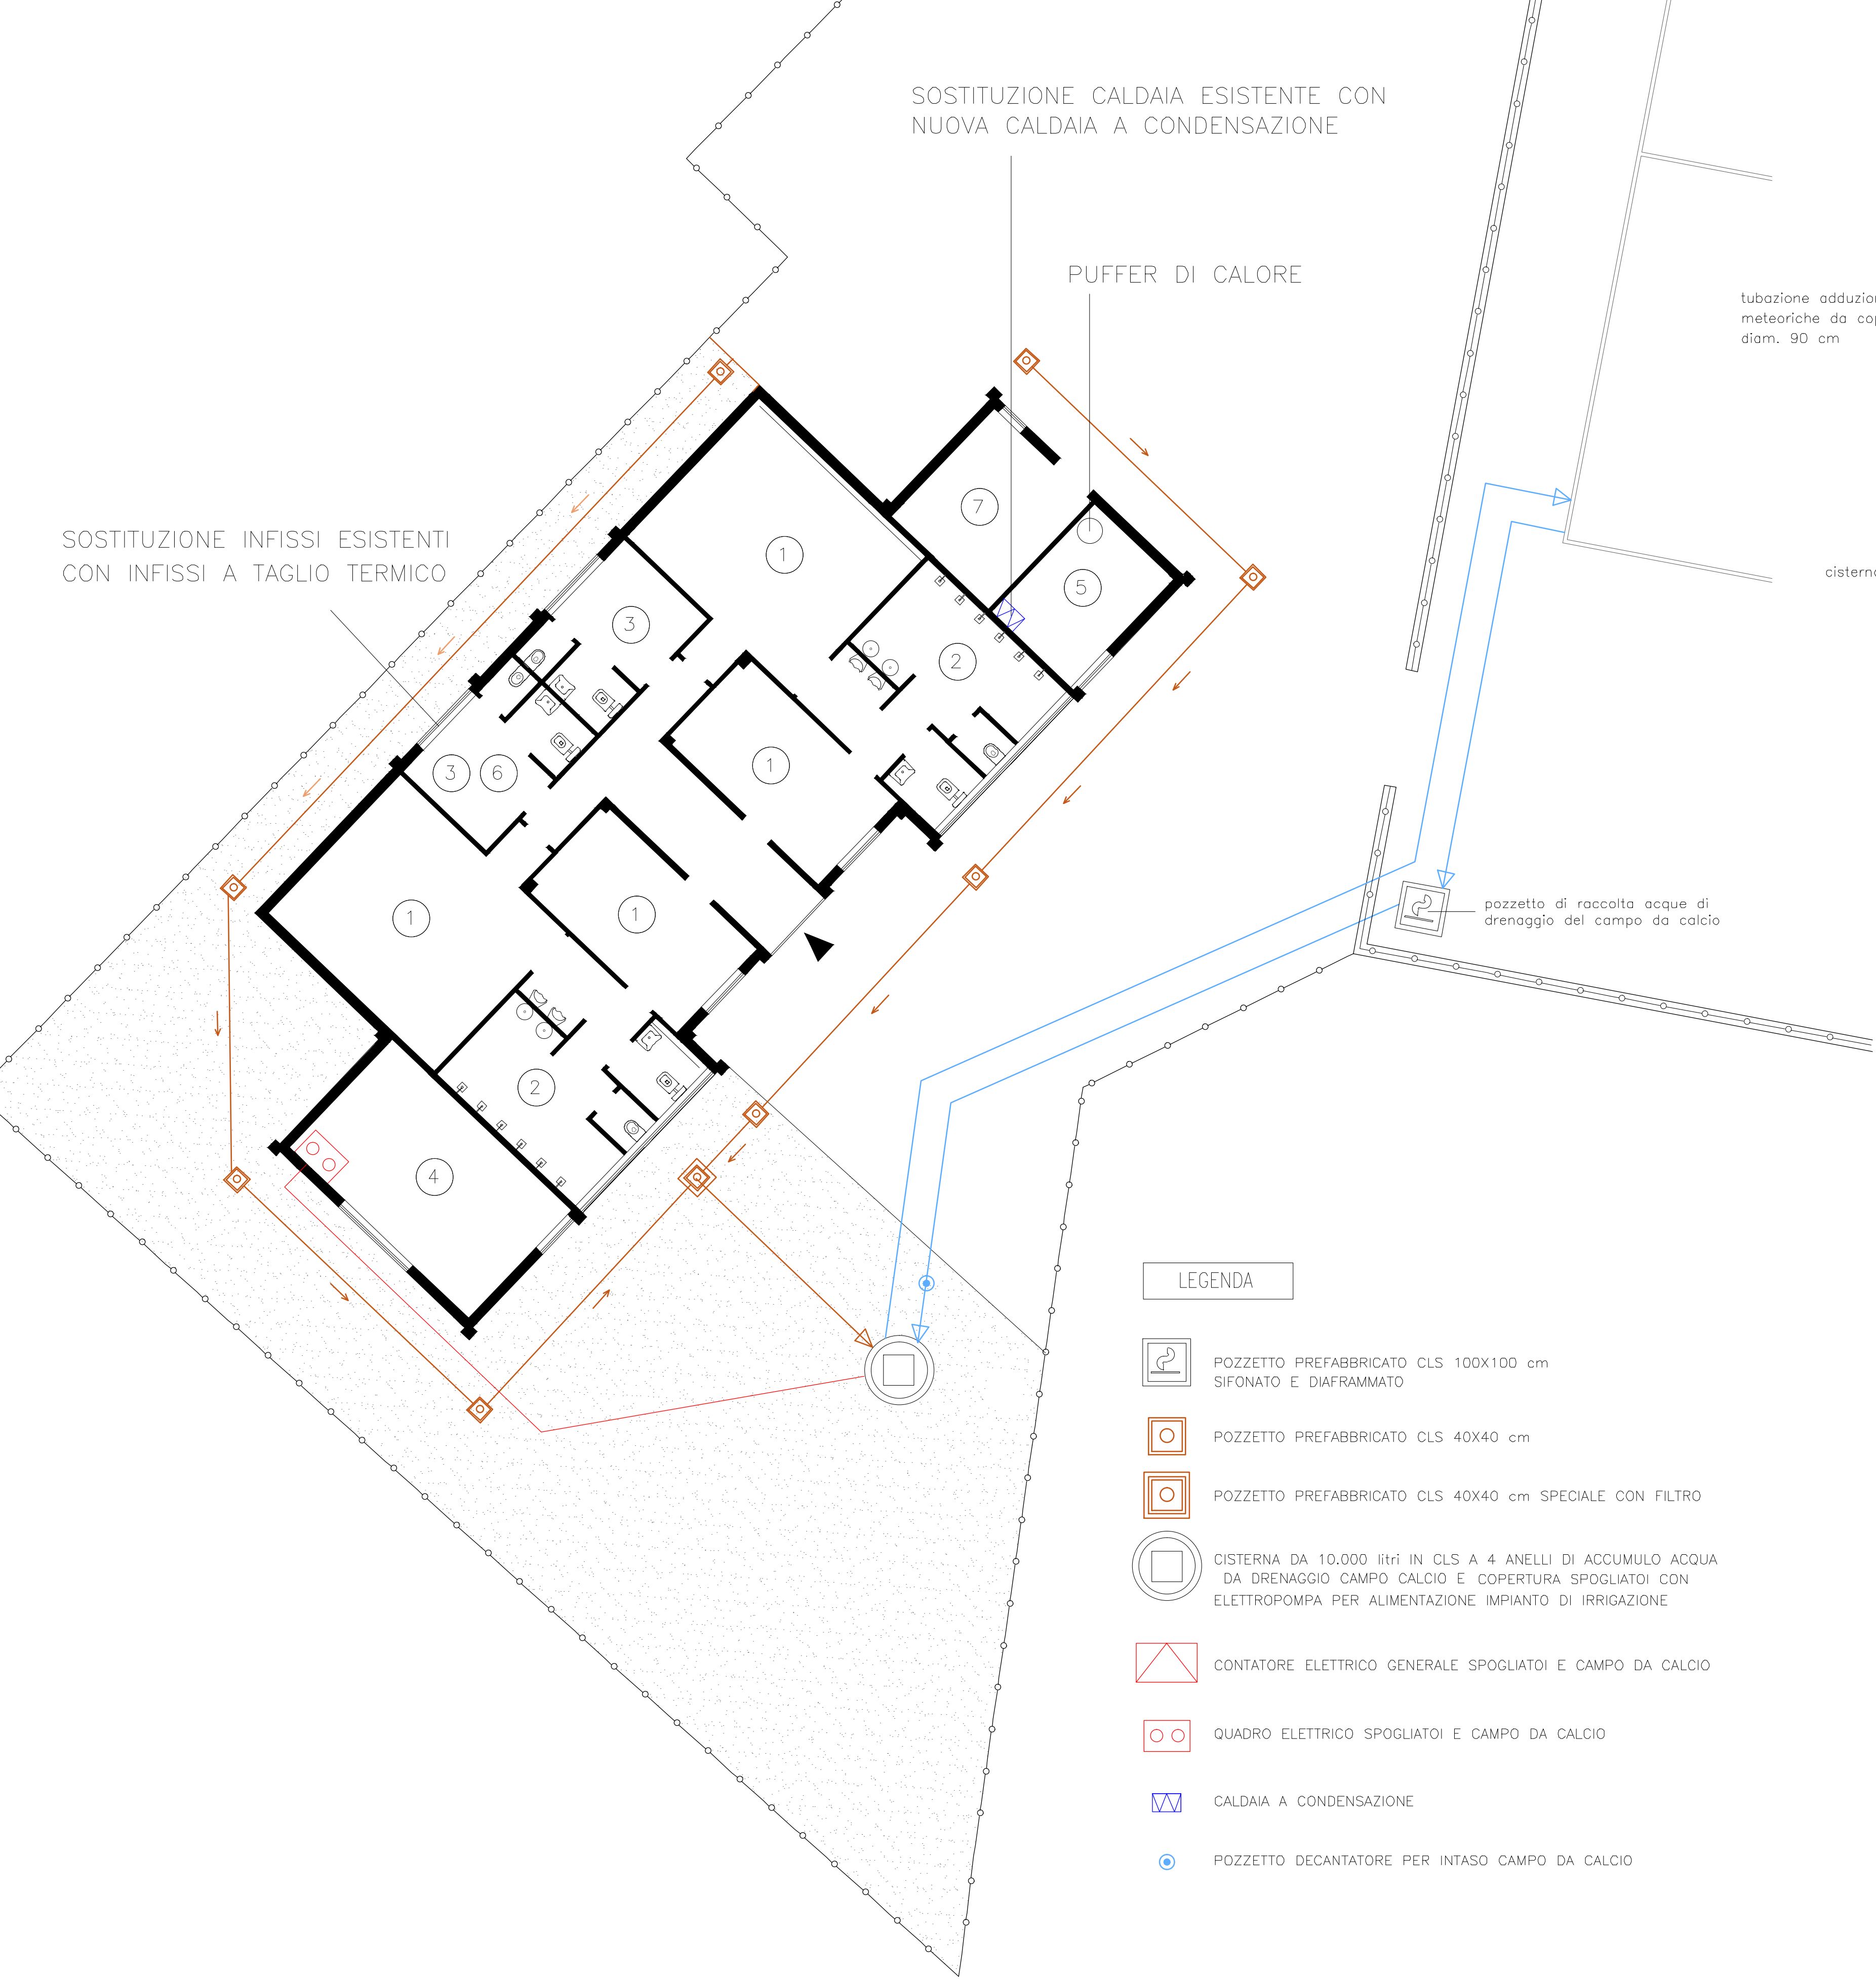 SOSTITUZIONE CALDAIA ESISTENTE CON
NUOVA CALDAIA A CONDENSAZIONE
PUFFER DI CALORE
tubazione
meteoriche da
diam. 90 cm
SOSTITUZIONE INFISSI ESISTENTI
CON INFISSI A TAGLIO TERMICO
7
1
5
3
2
1
3 6
1
1
2
4
pozzetto di raccolta acque di
drenaggio del campo da calcio
LEGENDA
POZZETTO PREFABBRICATO CLS 100X100 cm
SIFONATO E DIAFRAMMATO
POZZETTO PREFABBRICATO CLS 40X40 cm
POZZETTO PREFABBRICATO CLS 40X40 cm SPECIALE CON FILTRO
CISTERNA DA 10.000 litri IN CLS A 4 ANELLI DI ACCUMULO ACQUA
DA DRENAGGIO CAMPO CALCIO E COPERTURA SPOGLIATOI CON
ELETTROPOMPA PER ALIMENTAZIONE IMPIANTO DI IRRIGAZIONE
CONTATORE ELETTRICO GENERALE SPOGLIATOI E CAMPO DA CALCIO
QUADRO ELETTRICO SPOGLIATOI E CAMPO DA CALCIO
CALDAIA A CONDENSAZIONE
POZZETTO DECANTATORE PER INTASO CAMPO DA CALCIO